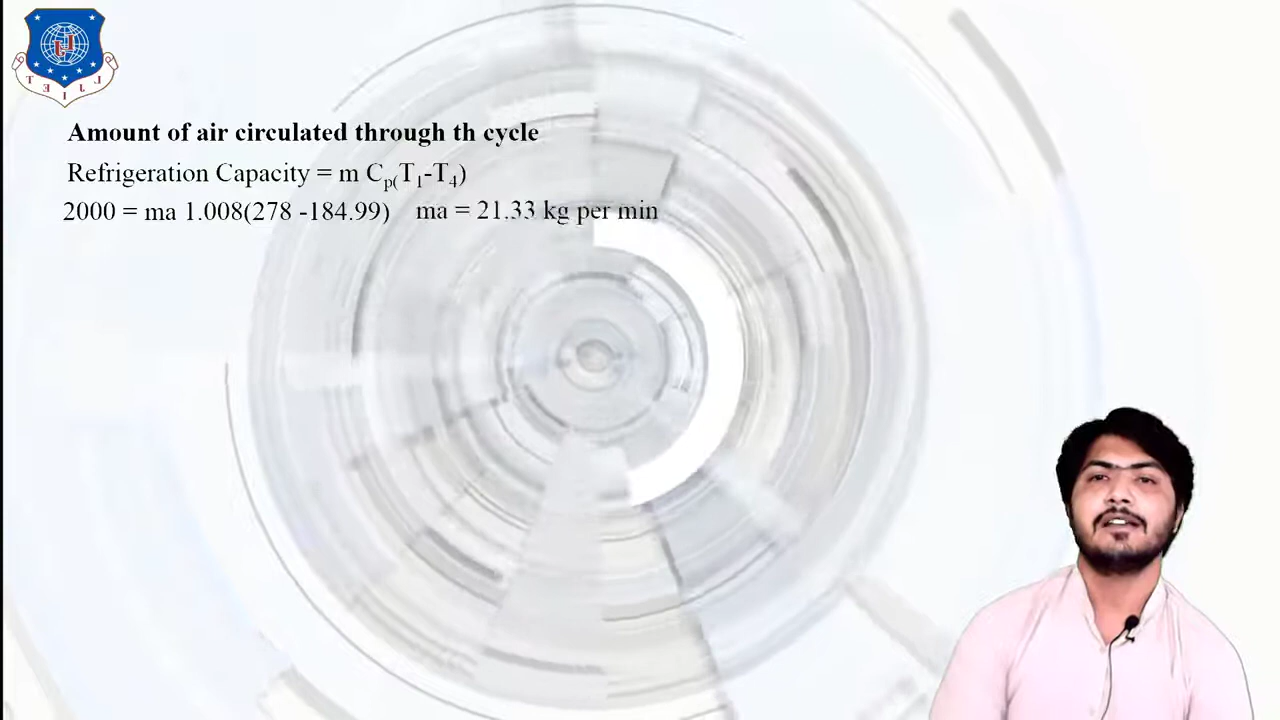 Amount of air circulated through th cycle
Refrigeration Capacity = m Cp(T1-T4)
2000 = ma 1.008(278 -184.99) ma = 21.33 kg per min